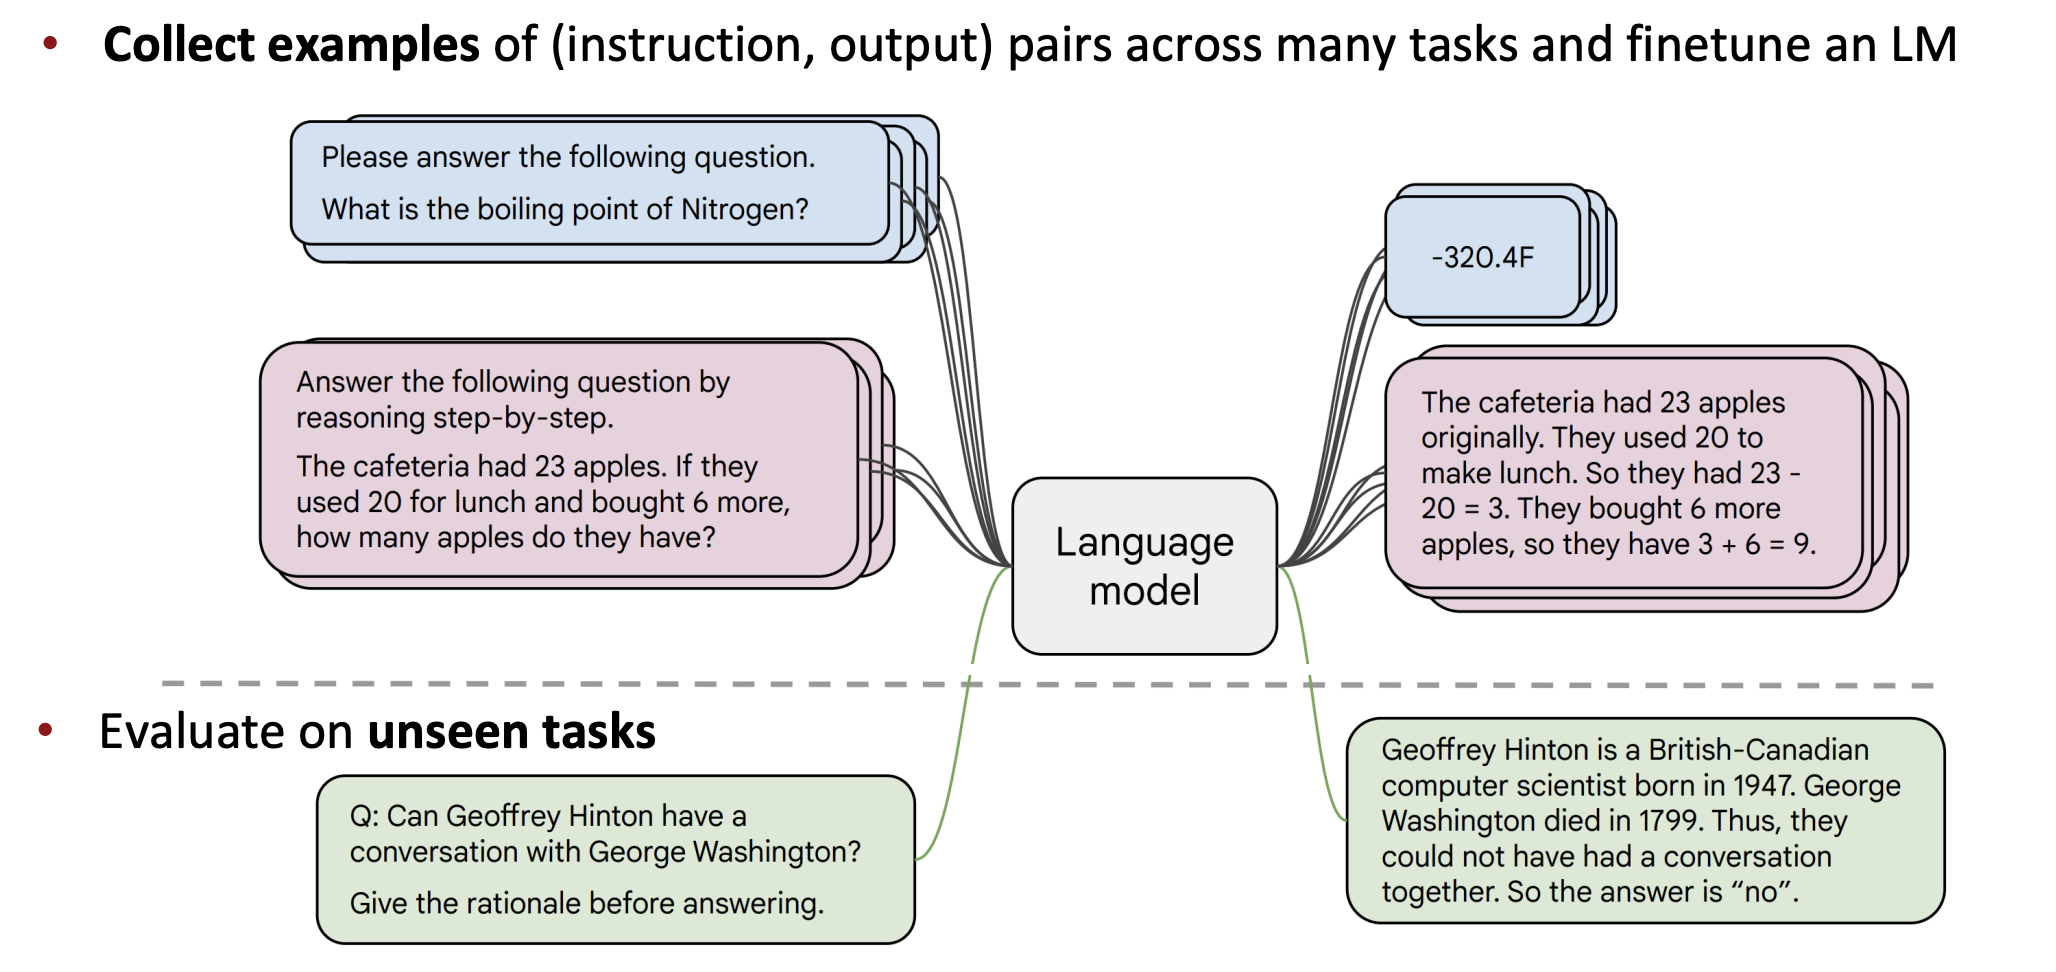 • Collect examples of (instruction, output) pairs across many tasks and finetune an LM
Please answer the following question.
What is the boiling point of Nitrogen?
-320.4F
Answer the following question by
reasoning step-by-step.
The cafeteria had 23 apples. If they
used 20 for lunch and bought 6 more,
how many apples do they have?
Language
model
The cafeteria had 23 apples
originally. They used 20 to
make lunch. So they had 23 -
20 = 3. They bought 6 more
apples, so they have 3 + 6 = 9.
• Evaluate on unseen tasks
Q: Can Geoffrey Hinton have a
conversation with George Washington?
Give the rationale before answering.
Geoffrey Hinton is a British-Canadian
computer scientist born in 1947. George
Washington died in 1799. Thus, they
could not have had a conversation
together. So the answer is “no”.